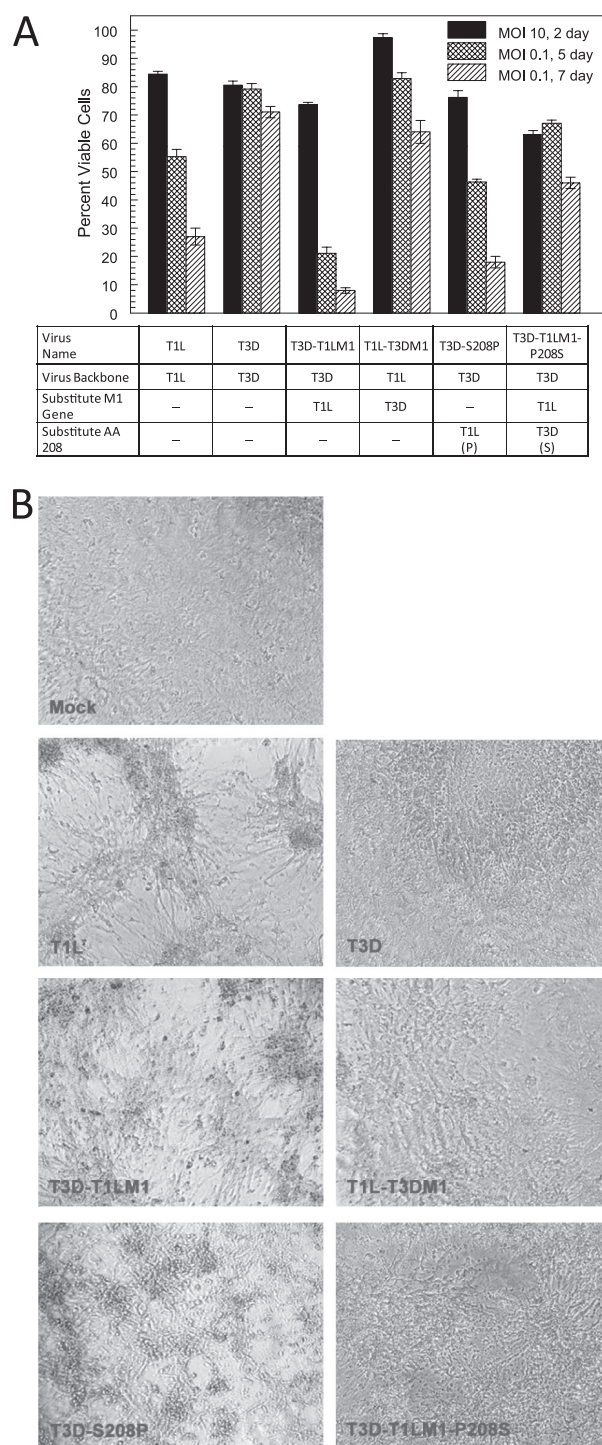 A
MOI 10, 2 day
MOI 0.1, 5 day
MOI 0.1, 7 day
Percent Viable Cells
100
90
80
70
60
50
40
30
20
10
0
Virus Name T1L T3D T3D-T1LM1 T1L-T3DM1 T3D-S208P T3D-T1LM1-P208S
Virus Backbone T1L T3D T3D T1L T3D T3D
Substitute M1 Gene – – T1L T3D – T1L
Substitute AA 208 – – – – T1L (P) T3D (S)
B
Mock
T1L
T3D
T3D-T1LM1
T1L-T3DM1
T3D-S208P
T3D-T1LM1-P208S